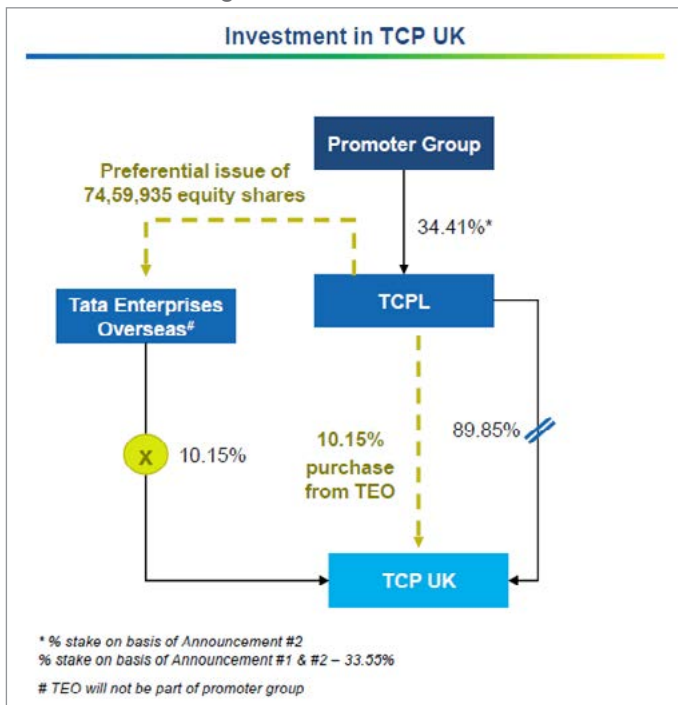 Investment in TCP UK
Promoter Group
Preferential issue of
74,59,935 equity shares
34.41%*
Tata Enterprises
Overseas#
TCPL
X
10.15%
10.15%
purchase
from TEO
89.85%
TCP UK
* % stake on basis of Announcement #2
% stake on basis of Announcement #1 & #2 – 33.55%
# TEO will not be part of promoter group